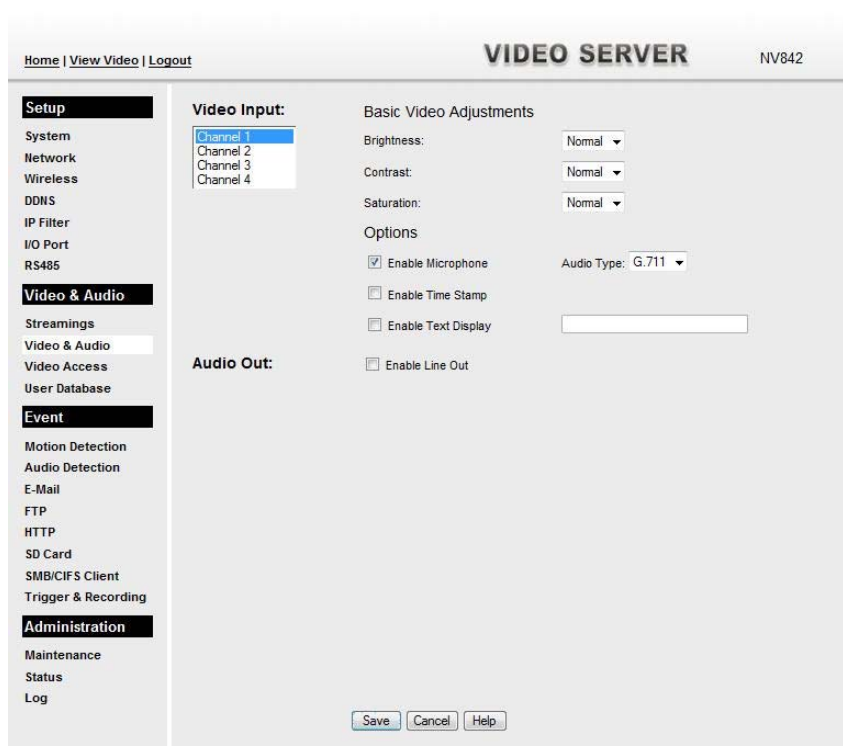 Home | View Video | Logout
VIDEO SERVER
NV842
Setup
System
Network
Wireless
DDNS
IP Filter
I/O Port
RS485
Video & Audio
Streamings
Video & Audio
Video Access
User Database
Event
Motion Detection
Audio Detection
E-Mail
FTP
HTTP
SD Card
SMB/CIFS Client
Trigger & Recording
Administration
Maintenance
Status
Log
Video Input:
Channel 1
Channel 2
Channel 3
Channel 4
Basic Video Adjustments
Brightness: Normal
Contrast: Normal
Saturation: Normal
Options
Enable Microphone Audio Type: G.711
Enable Time Stamp
Enable Text Display
Audio Out: Enable Line Out
Save Cancel Help